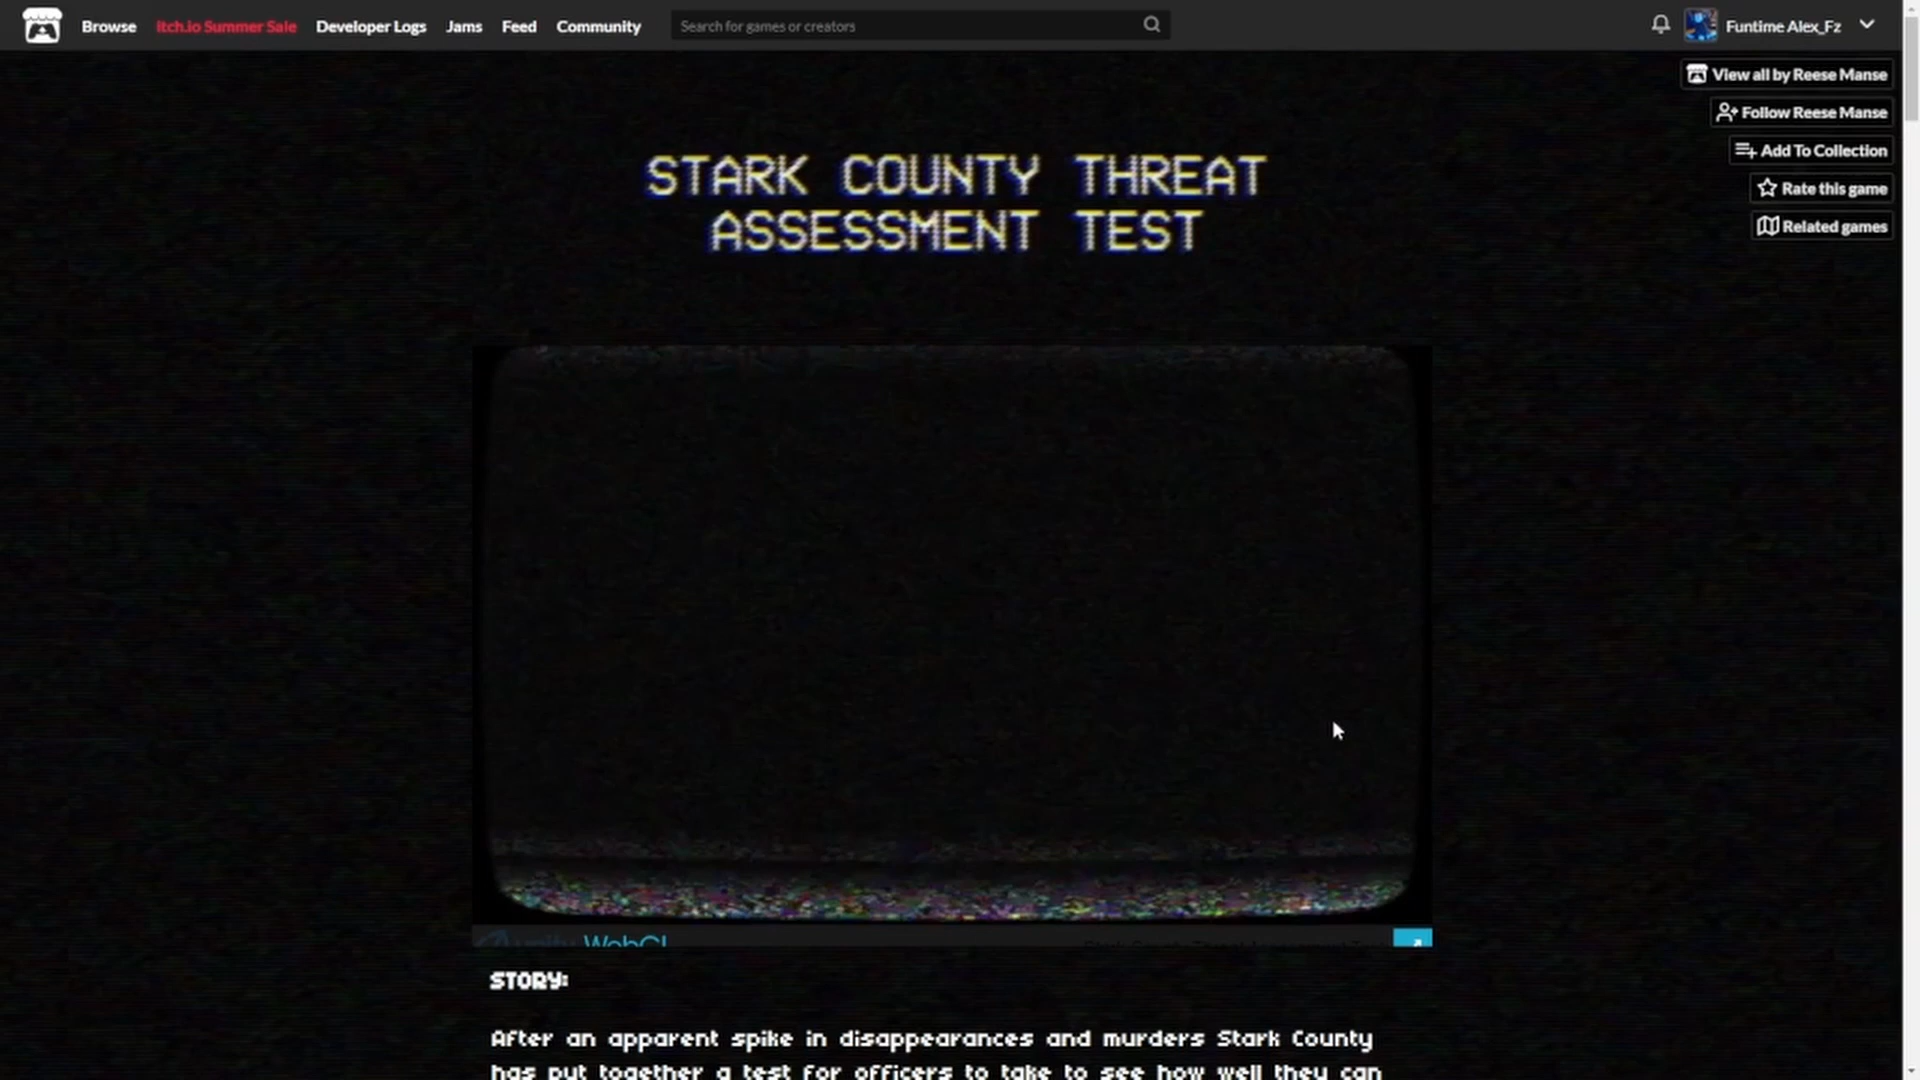 Browse
itch.io Summer Sale
Developer Logs
Jams
Feed
Community
Search for games or creators
Funtime Alex_Fz
View all by Reese Manse
Follow Reese Manse
Add To Collection
Rate this game
Related games
STARK COUNTY THREAT
ASSESSMENT TEST
unity WebGL
STORY:
After an apparent spike in disappearances and murders Stark County
has put together a test for officers to take to see how well they can